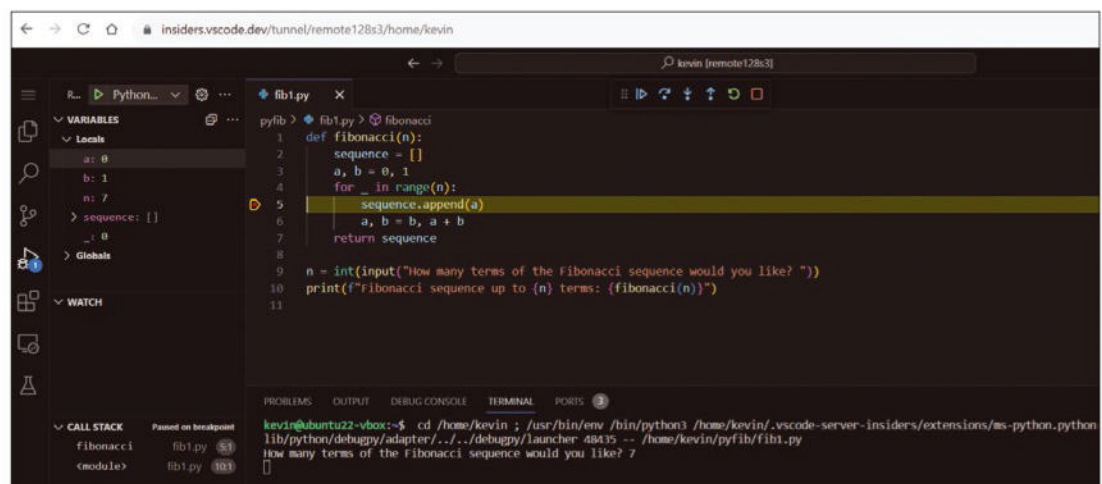 insiders.vscode.dev/tunnel/remote128s3/home/kevin
kevin [remote128s3]
R... Python... ...
fib1.py
VARIABLES ...
Locals
a: 0
b: 1
n: 7
sequence: []
_: 0
Globals
WATCH
CALL STACK Paused on breakpoint
fibonacci fib1.py 5:1
<module> fib1.py 10:1
1
pyfib > fib1.py > fibonacci
1 def fibonacci(n):
2 sequence = []
3 a, b = 0, 1
4 for _ in range(n):
5 sequence.append(a)
6 a, b = b, a + b
7 return sequence
8
9 n = int(input("How many terms of the Fibonacci sequence would you like? "))
10 print(f"Fibonacci sequence up to {n} terms: {fibonacci(n)}")
11
PROBLEMS OUTPUT DEBUG CONSOLE TERMINAL PORTS 3
kevin@ubuntu22-vbox:~$ cd /home/kevin ; /usr/bin/env /bin/python3 /home/kevin/.vscode-server-insiders/extensions/ms-python.python
lib/python/debugpy/adapter/../../debugpy/launcher 48435 -- /home/kevin/pyfib/fib1.py
How many terms of the Fibonacci sequence would you like? 7